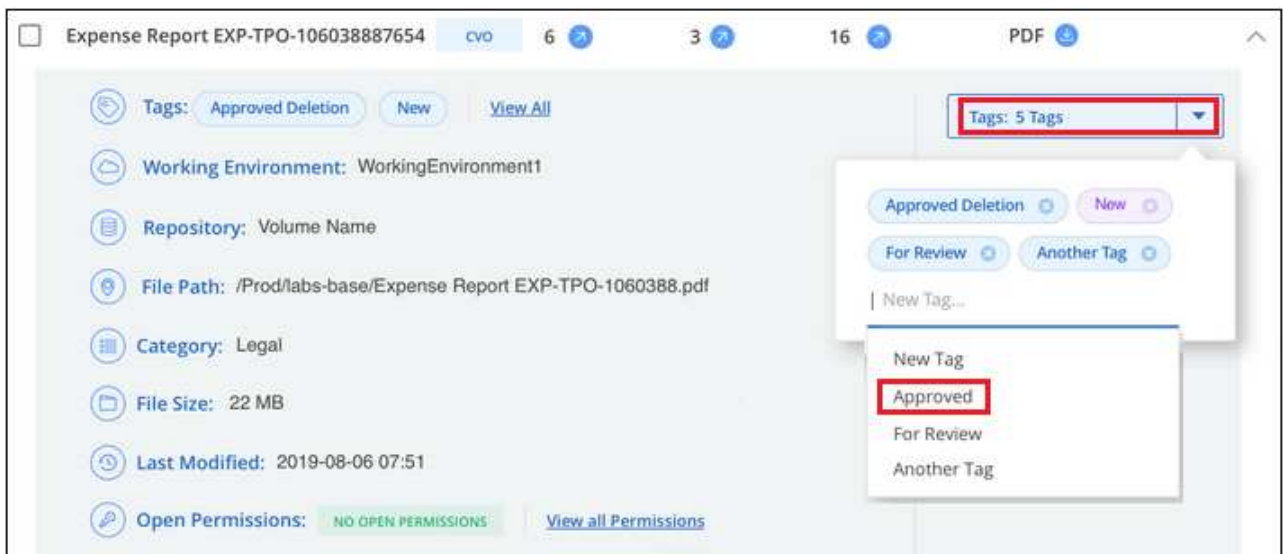 Expense Report EXP-TPO-106038887654 CVO 6 3 16 PDF
Tags: Approved Deletion New View All
Tags: 5 Tags
Working Environment: WorkingEnvironment1
Repository: Volume Name
File Path: /Prod/labs-base/Expense Report EXP-TPO-1060388.pdf
Category: Legal
File Size: 22 MB
Last Modified: 2019-08-06 07:51
Open Permissions: NO OPEN PERMISSIONS View all Permissions
Approved Deletion New
For Review Another Tag
New Tag...
New Tag
Approved
For Review
Another Tag